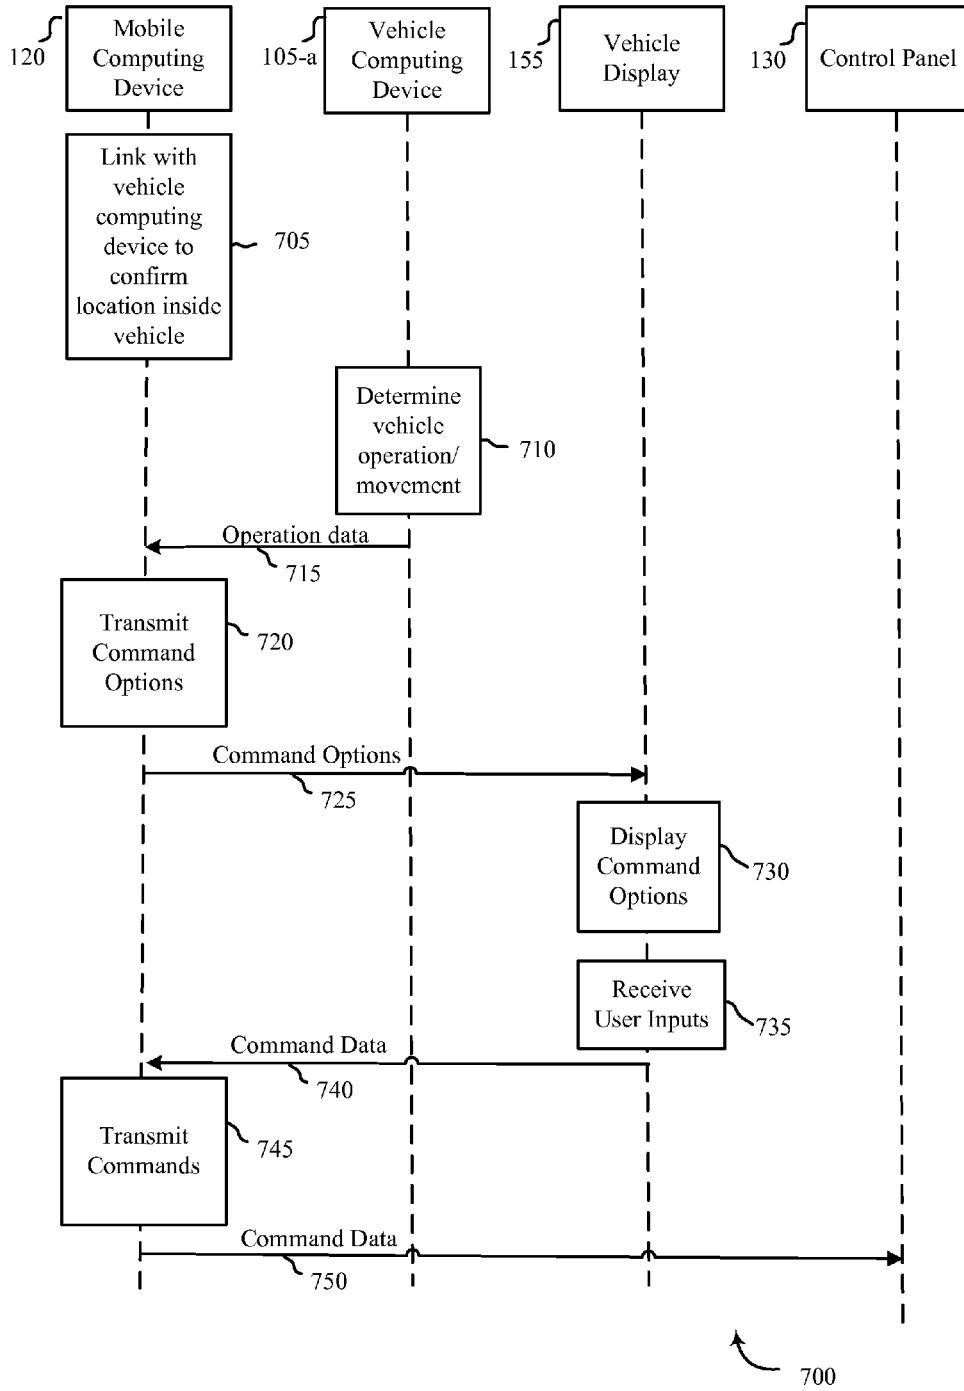 120
Mobile
Computing
Device
105-a
Vehicle
Computing
Device
155
Vehicle
Display
130
Control Panel
Link with
vehicle
computing
device to
confirm
location inside
vehicle
705
Determine
vehicle
operation/
movement
710
Operation data
715
Transmit
Command
Options
720
Command Options
725
Display
Command
Options
730
Receive
User Inputs
735
Command Data
740
Transmit
Commands
745
Command Data
750
700